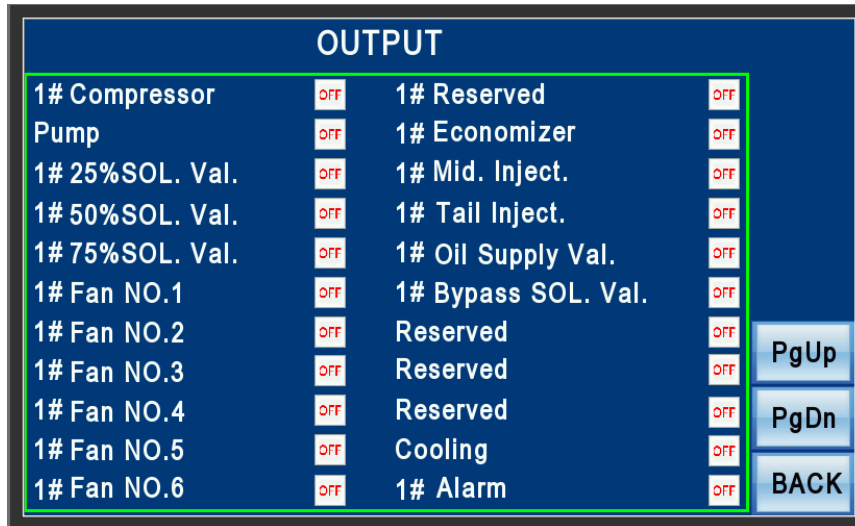 OUTPUT
1# Compressor OFF 1# Reserved OFF
Pump OFF 1# Economizer OFF
1# 25%SOL. Val. OFF 1# Mid. Inject. OFF
1# 50%SOL. Val. OFF 1# Tail Inject. OFF
1# 75%SOL. Val. OFF 1# Oil Supply Val. OFF
1# Fan NO.1 OFF 1# Bypass SOL. Val. OFF
1# Fan NO.2 OFF Reserved OFF
1# Fan NO.3 OFF Reserved OFF
1# Fan NO.4 OFF Reserved OFF
1# Fan NO.5 OFF Cooling OFF
1# Fan NO.6 OFF 1# Alarm OFF
PgUp
PgDn
BACK